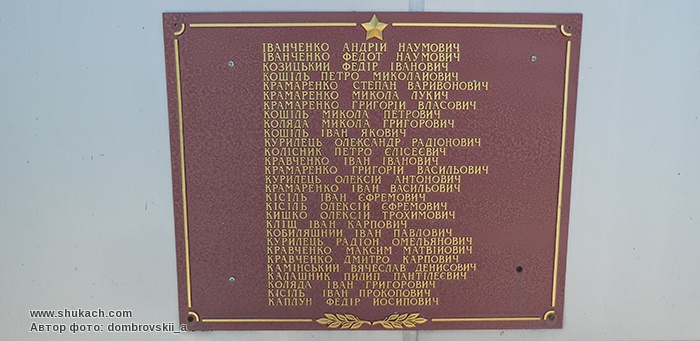 ІВАНЧЕНКО АНДРІЙ НАУМОВИЧ
ІВАНЧЕНКО ФЕДОТ НАУМОВИЧ
КОЗИЦЬКИЙ ФЕДІР ІВАНОВИЧ
КОШІЛЬ ПЕТРО МИКОЛАЙОВИЧ
КРАМАРЕНКО СТЕПАН ВАРИВОНОВИЧ
КРАМАРЕНКО МИКОЛА ЛУКИЧ
КРАМАРЕНКО ГРИГОРІЙ ВЛАСОВИЧ
КОШІЛЬ МИКОЛА ПЕТРОВИЧ
КОЛЯДА МИКОЛА ГРИГОРОВИЧ
КОШІЛЬ ІВАН ЯКОВИЧ
КУРИЛЕЦЬ ОЛЕКСАНДР РАДІОНОВИЧ
КОЛІСНИК ПЕТРО ЄЛІСЕЄВИЧ
КРАВЧЕНКО ІВАН ІВАНОВИЧ
КРАМАРЕНКО ГРИГОРІЙ ВАСИЛЬОВИЧ
КУРИЛЕЦЬ ОЛЕКСІЙ АНТОНОВИЧ
КРАМАРЕНКО ІВАН ВАСИЛЬОВИЧ
КІСІЛЬ ІВАН ЄФРЕМОВИЧ
КІСІЛЬ ОЛЕКСІЙ ЄФРЕМОВИЧ
КИШКО ОЛЕКСІЙ ТРОХИМОВИЧ
КЛІЩ ІВАН КАРПОВИЧ
КОБИЛЯШНИЙ ІВАН ПАВЛОВИЧ
КУРИЛЕЦЬ РАДІОН ОМЕЛЬЯНОВИЧ
КРАВЧЕНКО МАКСИМ МАТВІЙОВИЧ
КРАВЧЕНКО ДМИТРО КАРПОВИЧ
КАМІНСЬКИЙ ВЯЧЕСЛАВ ДЕНИСОВИЧ
КАЛАШНИК ПИЛИП ПАНТІЛЕЄВИЧ
КОЛЯДА ІВАН ГРИГОРОВИЧ
КІСІЛЬ ІВАН ПРОКОПОВИЧ
КАПЛУН ФЕДІР ЙОСИПОВИЧ
www.shukach.com
Автор фото: dombrovskii_a